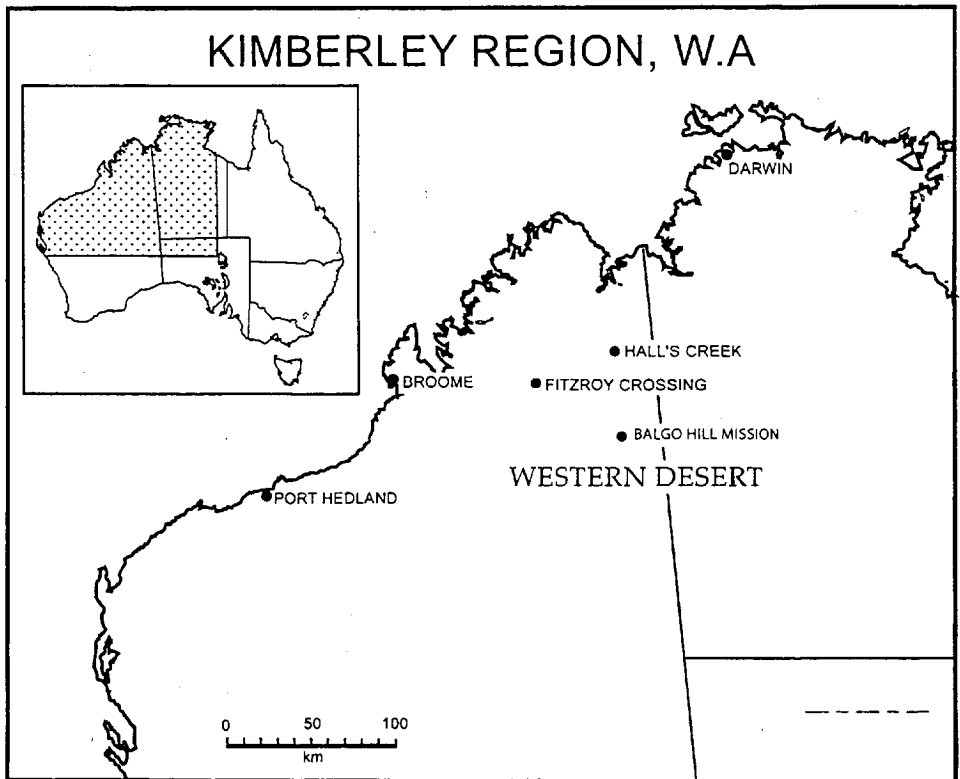 KIMBERLEY REGION, W.A
DARWIN
HALL'S CREEK
BROOME
FITZROY CROSSING
BALGO HILL MISSION
WESTERN DESERT
PORT HEDLAND
0 50 100
km